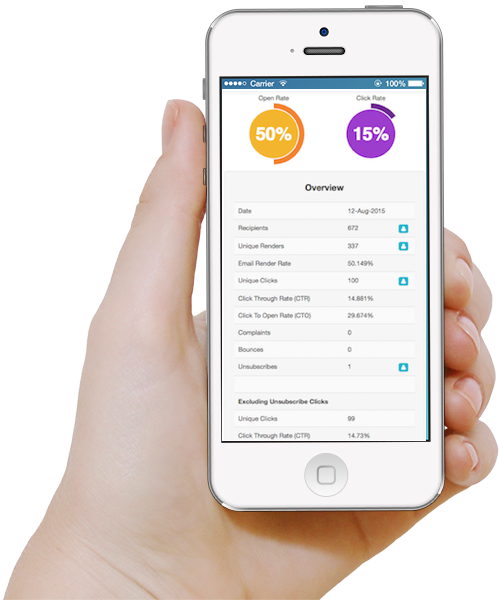 Carrier 100%
Open Rate Click Rate
50% 15%
Overview
Date 12-Aug-2015
Recipients 672
Unique Renders 337
Email Render Rate 50.149%
Unique Clicks 100
Click Through Rate (CTR) 14.881%
Click To Open Rate (CTO) 29.674%
Complaints 0
Bounces 0
Unsubscribes 1
Excluding Unsubscribe Clicks
Unique Clicks 99
Click Through Rate (CTR) 14.73%